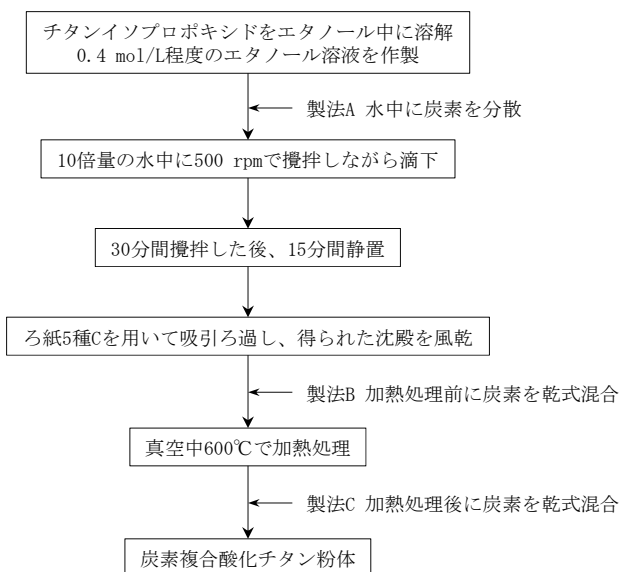 チタンイソプロポキシドをエタノール中に溶解
0.4 mol/L程度のエタノール溶液を作製
製法A 水中に炭素を分散
10倍量の水中に500 rpmで攪拌しながら滴下
30分間攪拌した後、15分間静置
ろ紙5種Cを用いて吸引ろ過し、得られた沈殿を風乾
製法B 加熱処理前に炭素を乾式混合
真空中600℃で加熱処理
製法C 加熱処理後に炭素を乾式混合
炭素複合酸化チタン粉体